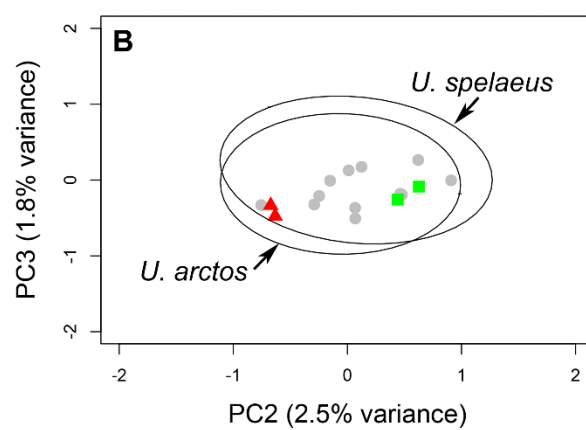 B
U. spelaeus
U. arctos
PC3 (1.8% variance)
2
1
0
-1
-2
-2
-1
0
1
2
PC2 (2.5% variance)